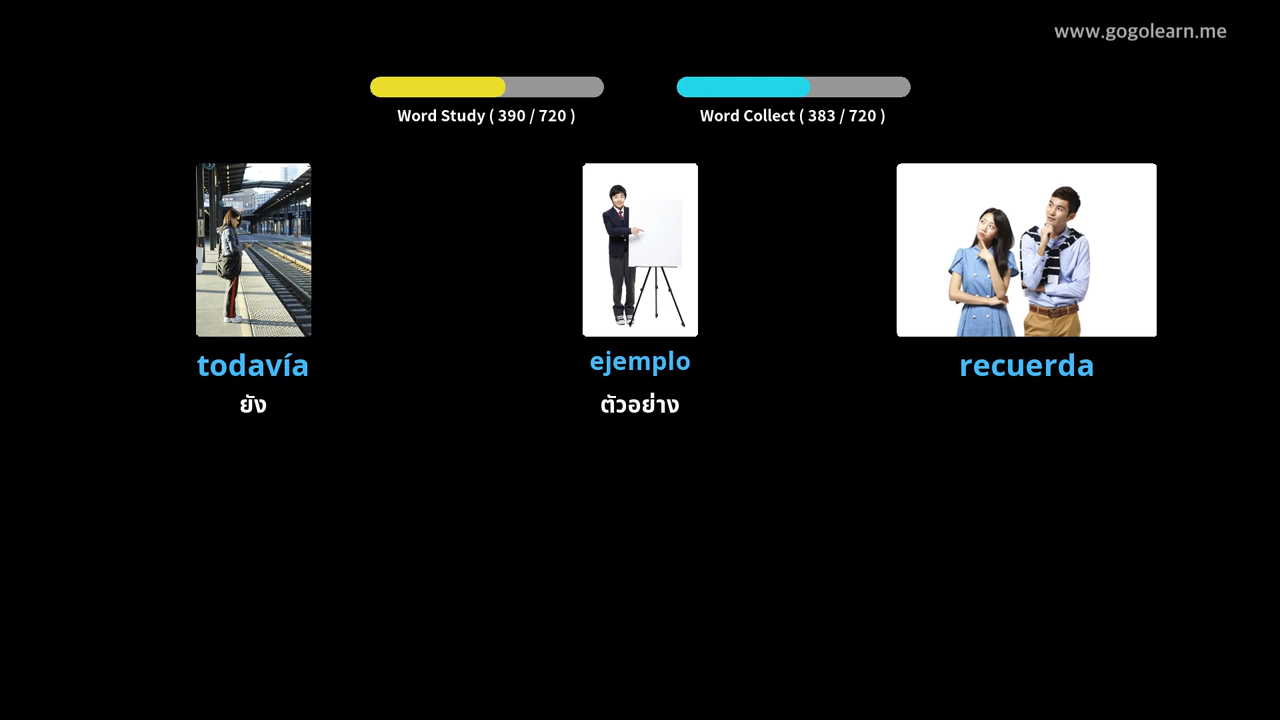 www.gogolearn.me
Word Study ( 390 / 720 )
Word Collect ( 383 / 720 )
todavía
ยัง
ejemplo
ตัวอย่าง
recuerda